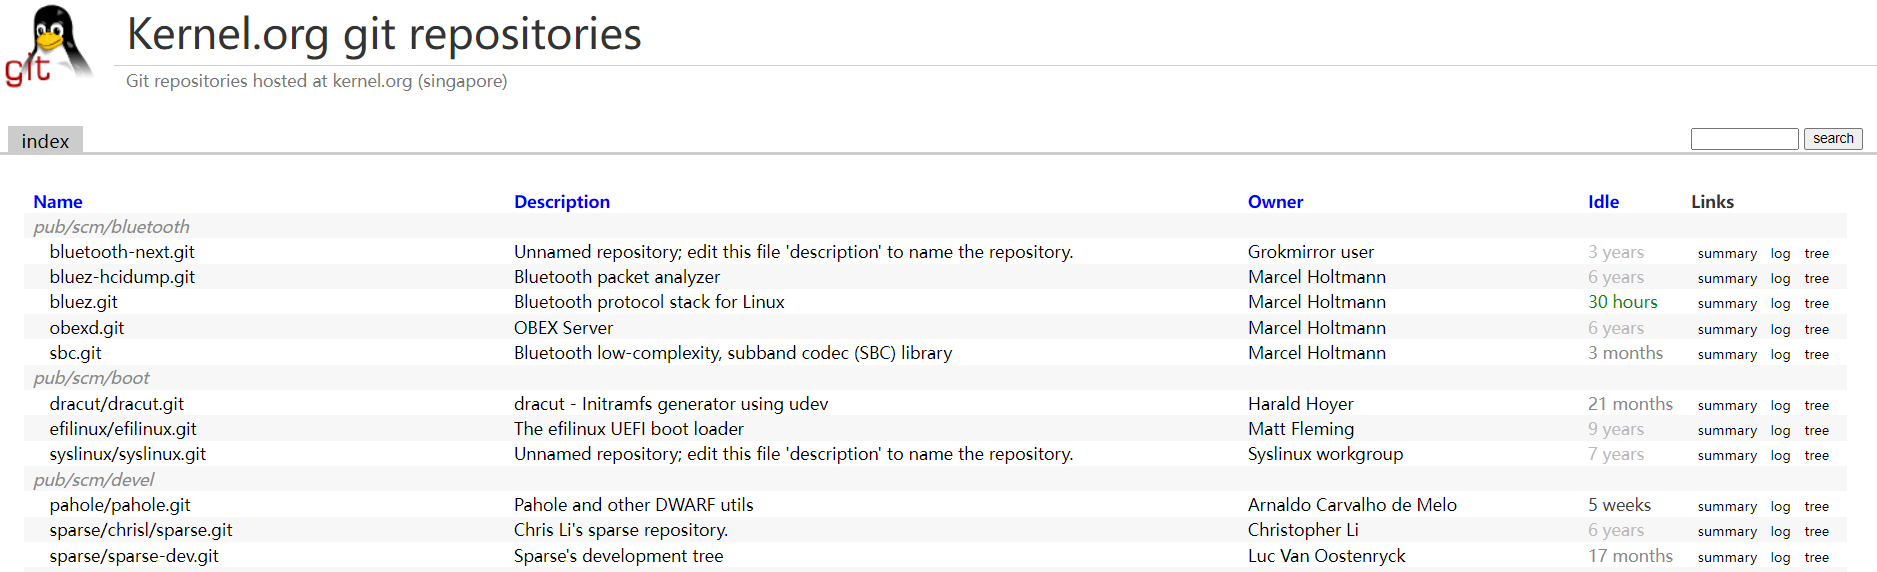 git
Kernel.org git repositories
Git repositories hosted at kernel.org (singapore)
index search
Name Description Owner Idle Links
pub/scm/bluetooth
bluetooth-next.git Unnamed repository; edit this file 'description' to name the repository. Grokmirror user 3 years summary log tree
bluez-hcidump.git Bluetooth packet analyzer Marcel Holtmann 6 years summary log tree
bluez.git Bluetooth protocol stack for Linux Marcel Holtmann 30 hours summary log tree
obexd.git OBEX Server Marcel Holtmann 6 years summary log tree
sbc.git Bluetooth low-complexity, subband codec (SBC) library Marcel Holtmann 3 months summary log tree
pub/scm/boot
dracut/dracut.git dracut - Initramfs generator using udev Harald Hoyer 21 months summary log tree
efilinux/efilinux.git The efilinux UEFI boot loader Matt Fleming 9 years summary log tree
syslinux/syslinux.git Unnamed repository; edit this file 'description' to name the repository. Syslinux workgroup 7 years summary log tree
pub/scm/devel
pahole/pahole.git Pahole and other DWARF utils Arnaldo Carvalho de Melo 5 weeks summary log tree
sparse/chrisl/sparse.git Chris Li's sparse repository. Christopher Li 6 years summary log tree
sparse/sparse-dev.git Sparse's development tree Luc Van Oostenryck 17 months summary log tree